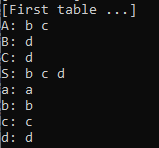 [First table ...]
A: b c
B: d
C: d
S: b c d
a: a
b: b
c: c
d: d